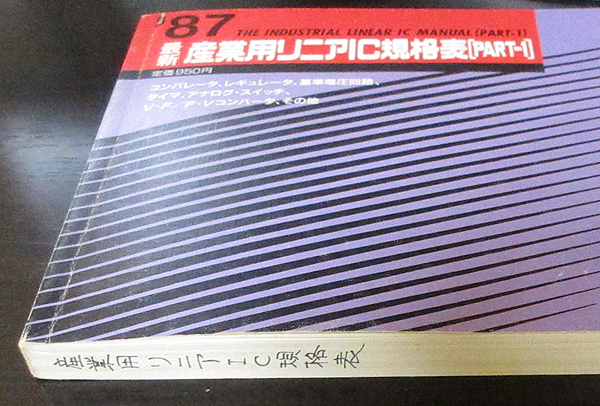 '87 THE INDUSTRIAL LINEAR IC MANUAL (PART-1)
最新 産業用リニアIC規格表[PART-1]
定価950円
コンパレータ、レギュレータ、基準電圧回路、
タイマ、アナログ・スイッチ、
V-F/F-Vコンバータ、その他
産業用リニアIC規格表